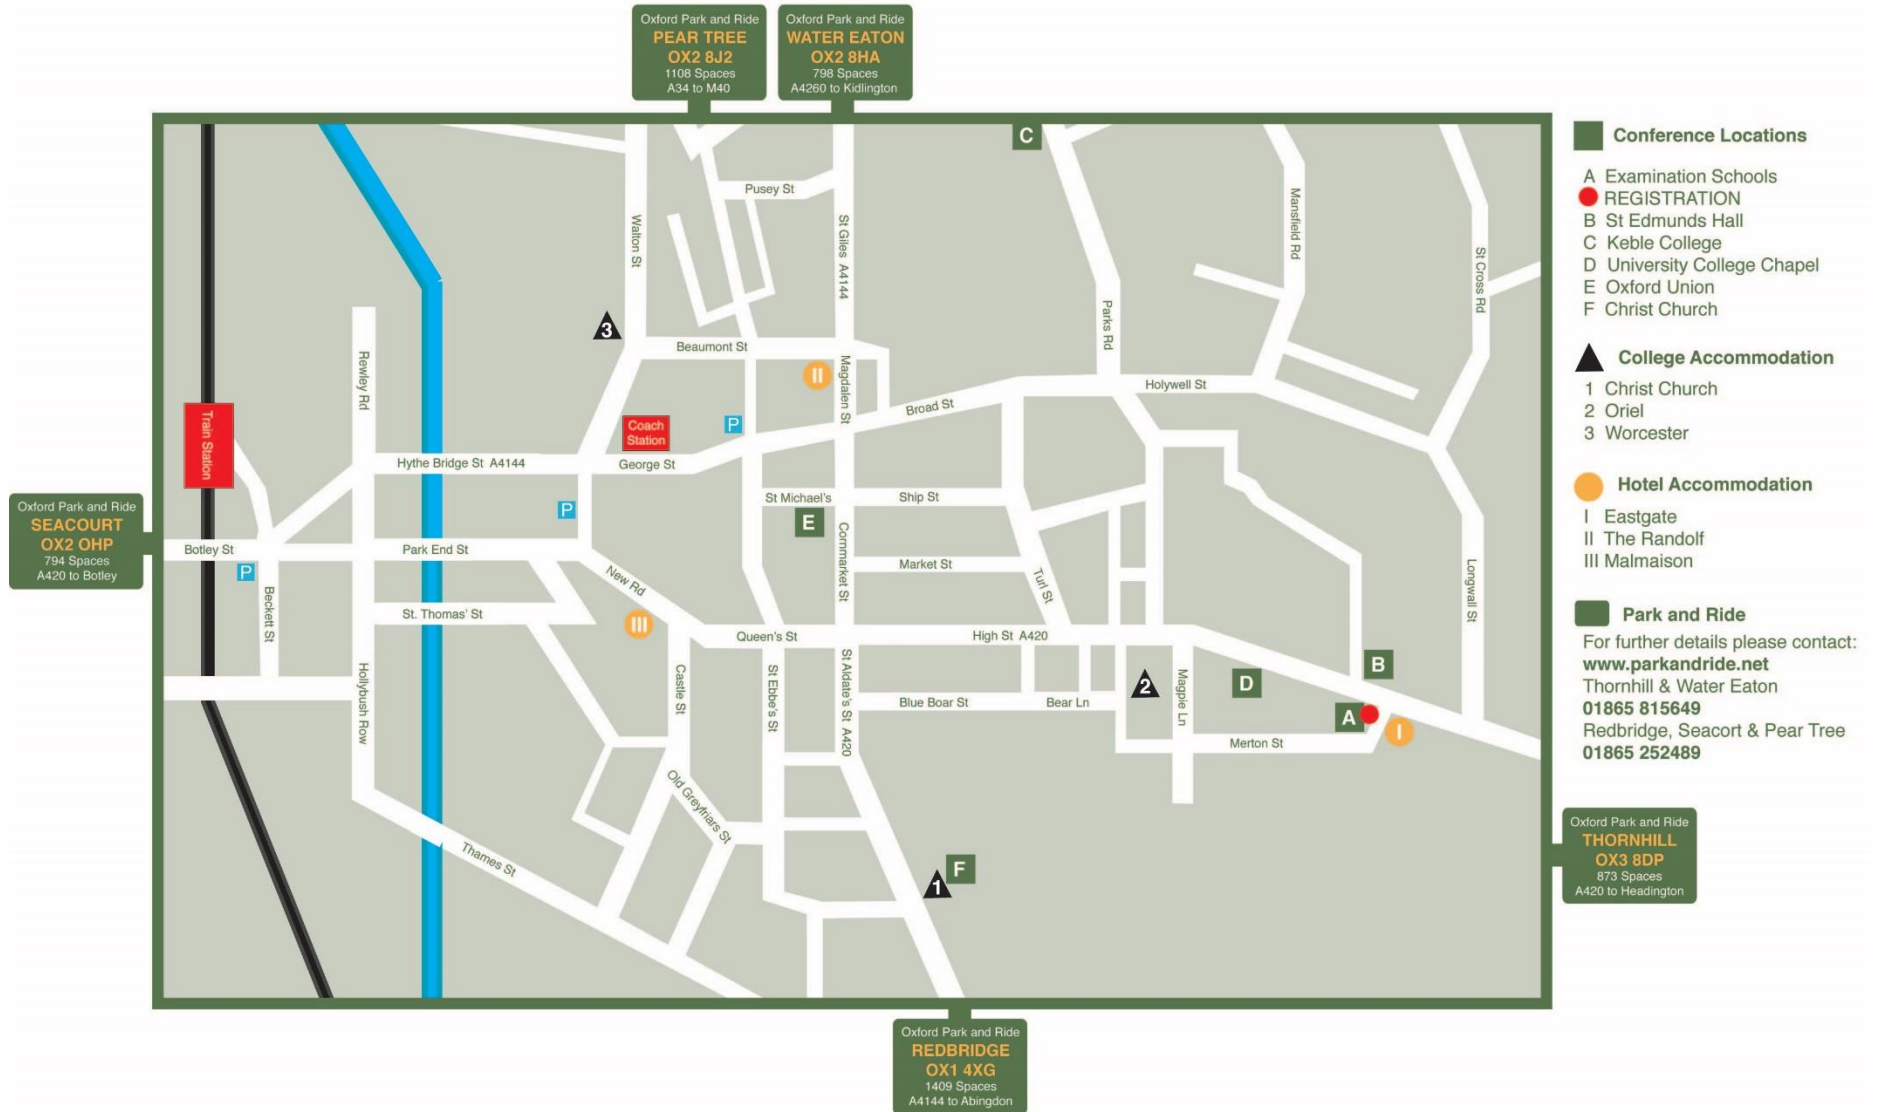 Oxford Park and Ride
PEAR TREE
OX2 8J2
1108 Spaces
A34 to M40
Oxford Park and Ride
WATER EATON
OX2 8HA
798 Spaces
A4260 to Kidlington
C
Pusey St
Walton St
St Giles A4144
Mansfield Rd
St Cross Rd
Parks Rd
3
Beaumont St
II
Magdalen St
Rewley Rd
Holywell St
Broad St
Train Station
Coach
Station
P
Hythe Bridge St A4144
George St
St Michael's
Ship St
P
E
Cornmarket St
Botley St
Park End St
P
Market St
New Rd
Turl St
Longwall St
Beckett St
St. Thomas' St
III
Queen's St
High St A420
Hollybush Row
Castle St
St Ebbe's St
St Aldate's St A420
2
Magpie Ln
D
B
Blue Boar St
Bear Ln
A
I
Merton St
Old Greyfriars St
Thames St
1
F
Oxford Park and Ride
SEACOURT
OX2 OHP
794 Spaces
A420 to Botley
Oxford Park and Ride
REDBRIDGE
OX1 4XG
1409 Spaces
A4144 to Abingdon
Conference Locations
A Examination Schools
REGISTRATION
B St Edmunds Hall
C Keble College
D University College Chapel
E Oxford Union
F Christ Church
College Accommodation
1 Christ Church
2 Oriel
3 Worcester
Hotel Accommodation
I Eastgate
II The Randolf
III Malmaison
Park and Ride
For further details please contact:
www.parkandride.net
Thornhill & Water Eaton
01865 815649
Redbridge, Seacort & Pear Tree
01865 252489
Oxford Park and Ride
THORNHILL
OX3 8DP
873 Spaces
A420 to Headington